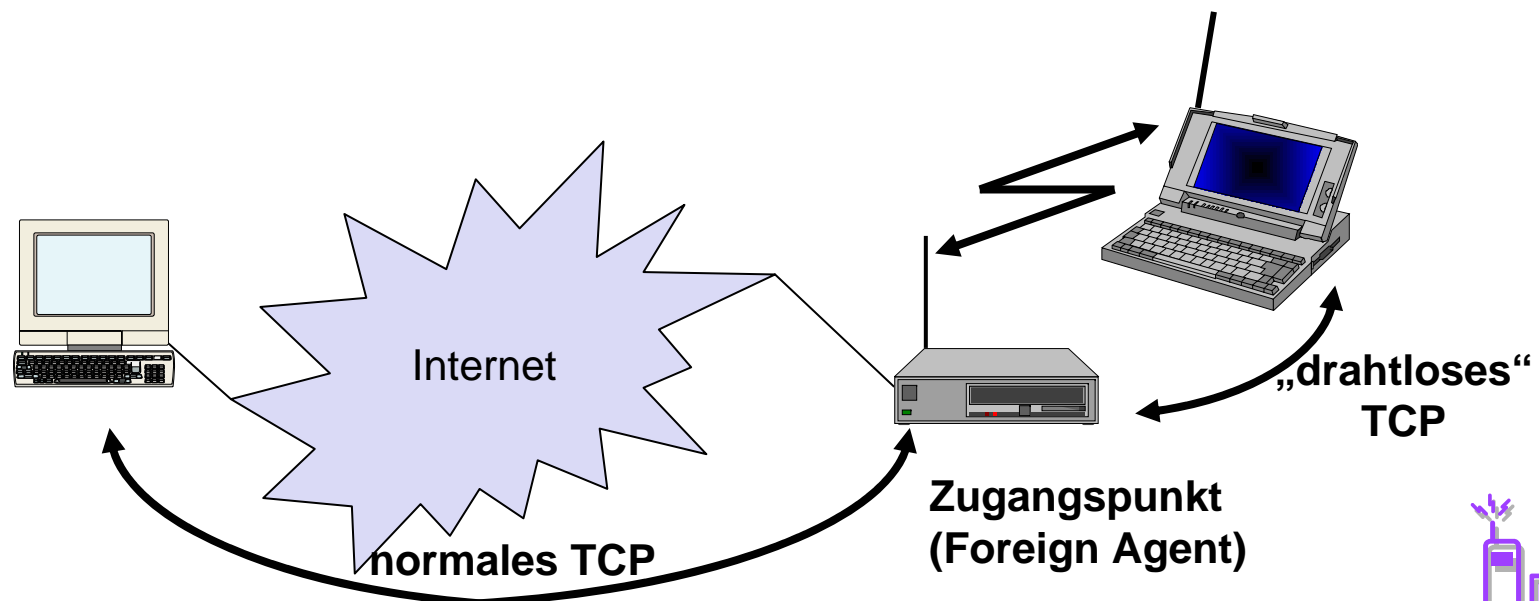 Internet
„drahtloses“
TCP
Zugangspunkt
(Foreign Agent)
normales TCP